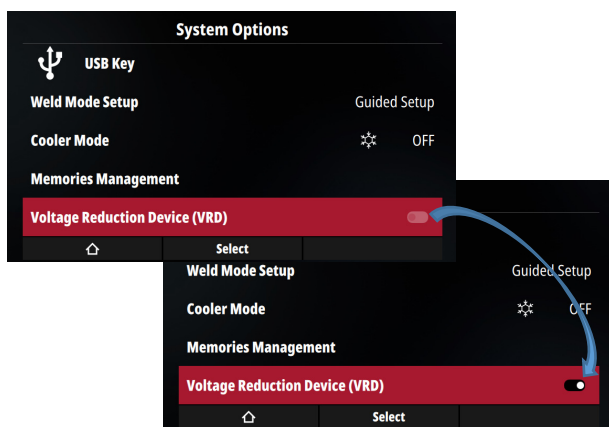 System Options
USB Key
Weld Mode Setup Guided Setup
Cooler Mode OFF
Memories Management
Voltage Reduction Device (VRD)
Select
Weld Mode Setup Guided Setup
Cooler Mode OFF
Memories Management
Voltage Reduction Device (VRD)
Select